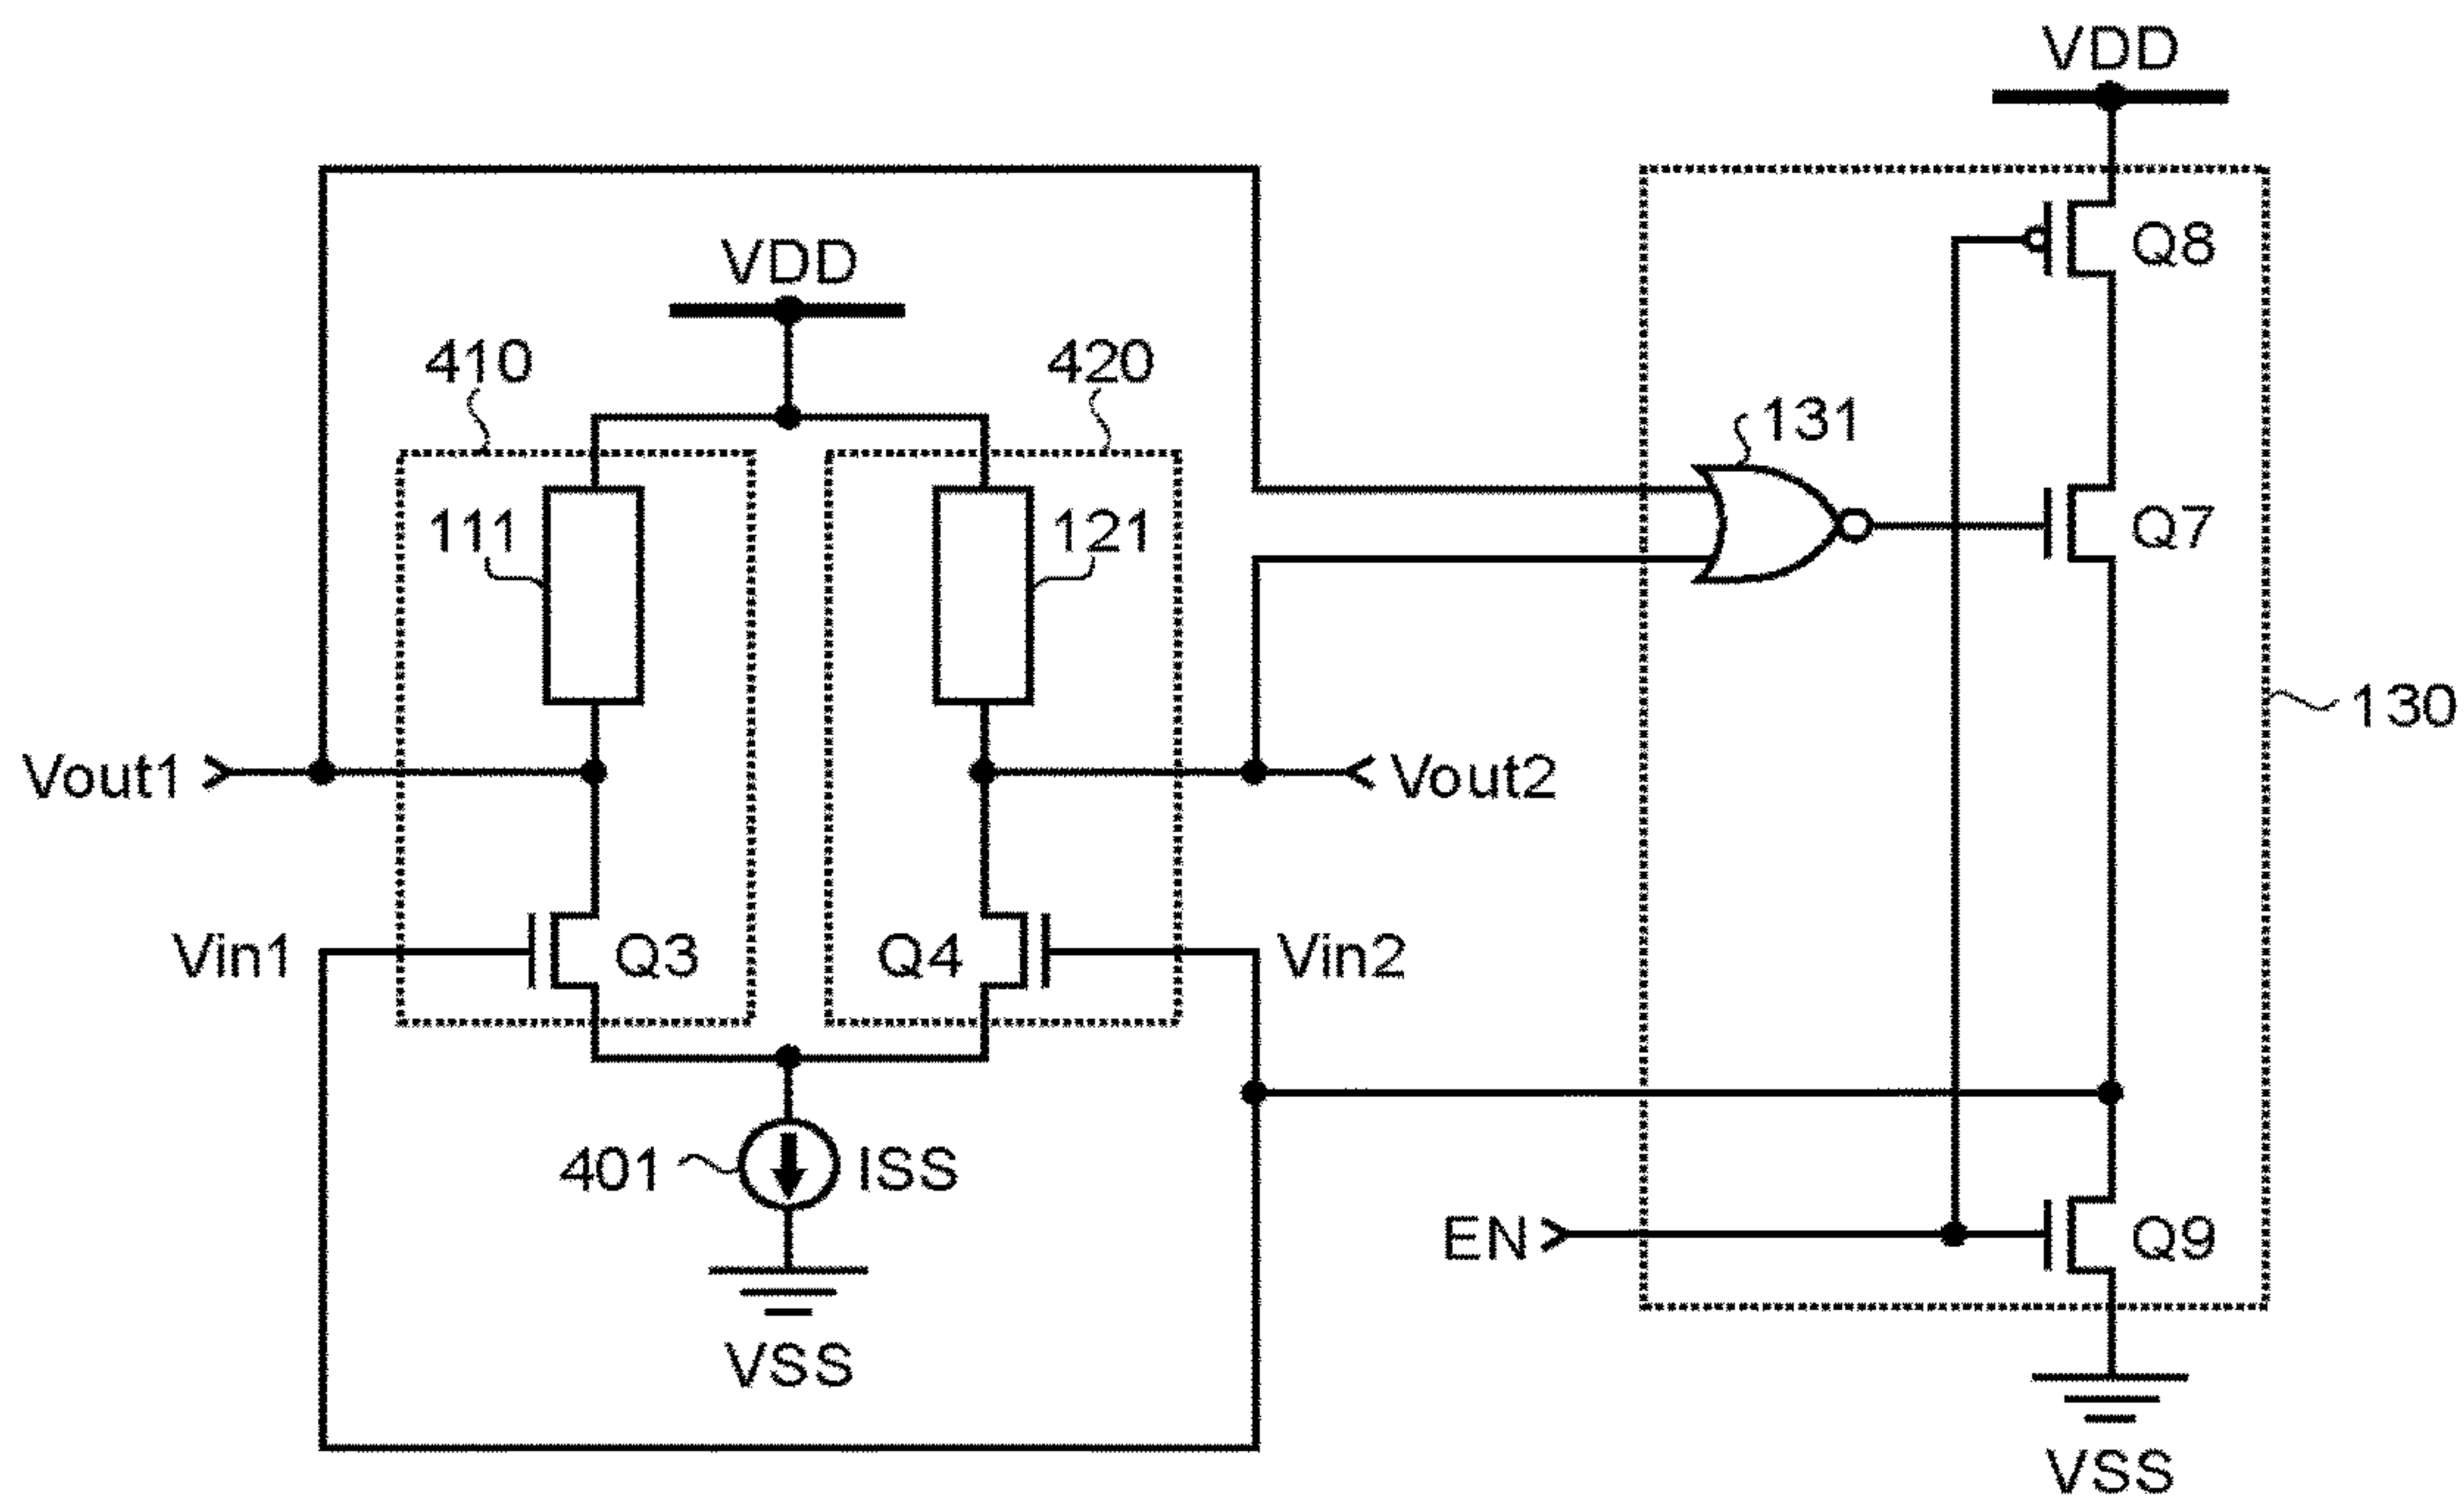 VDD
Q8
VDD
410
420
131
111
121
Q7
130
Vout1
Vout2
Vin1
Q3
Q4
Vin2
401
ISS
EN
Q9
VSS
VSS